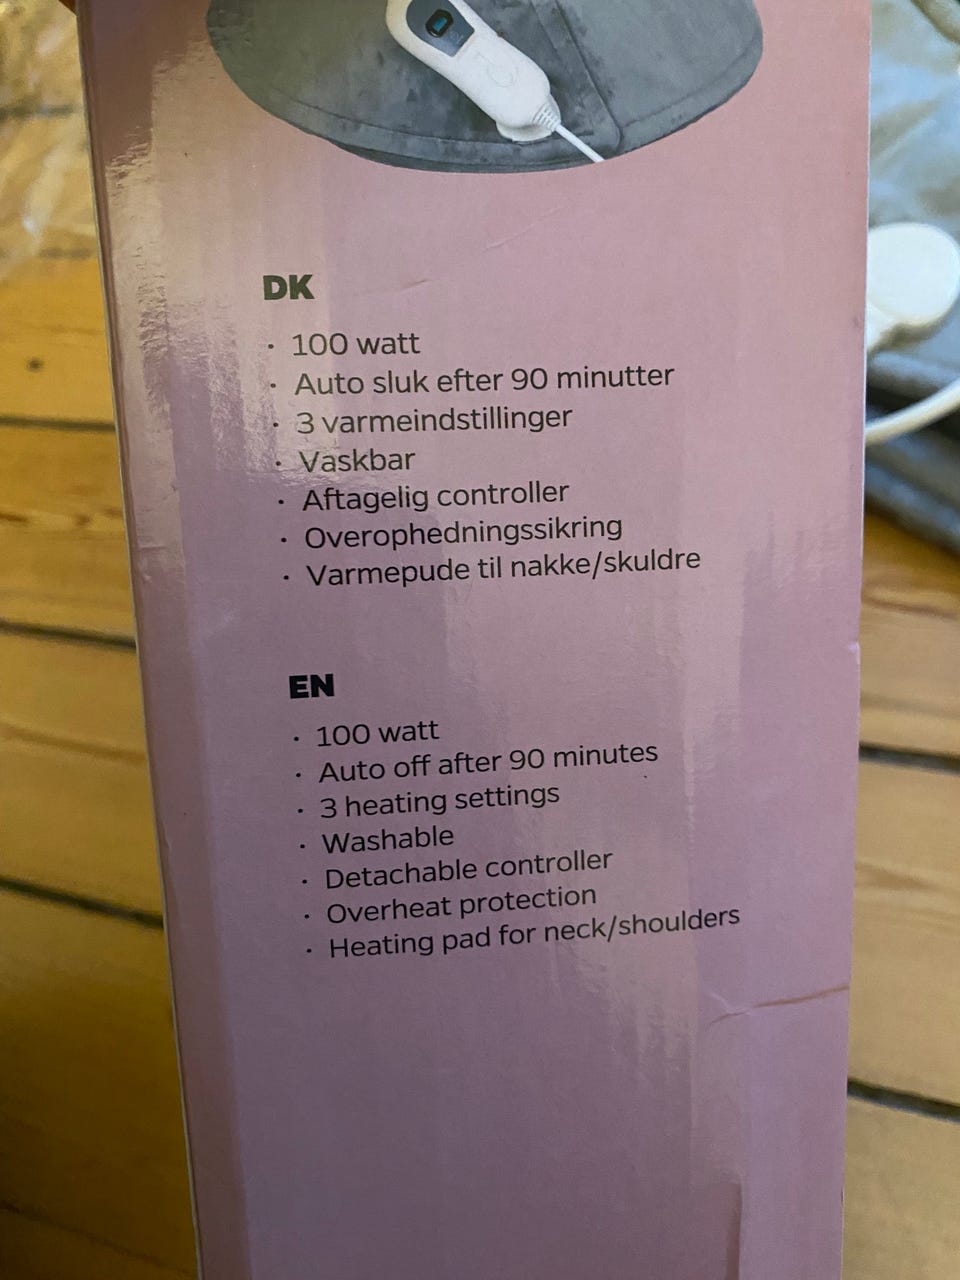 DK
· 100 watt
· Auto sluk efter 90 minutter
· 3 varmeindstillinger
· Vaskbar
· Aftagelig controller
· Overophedningssikring
· Varmepude til nakke/skuldre
EN
· 100 watt
· Auto off after 90 minutes
· 3 heating settings
· Washable
· Detachable controller
· Overheat protection
· Heating pad for neck/shoulders